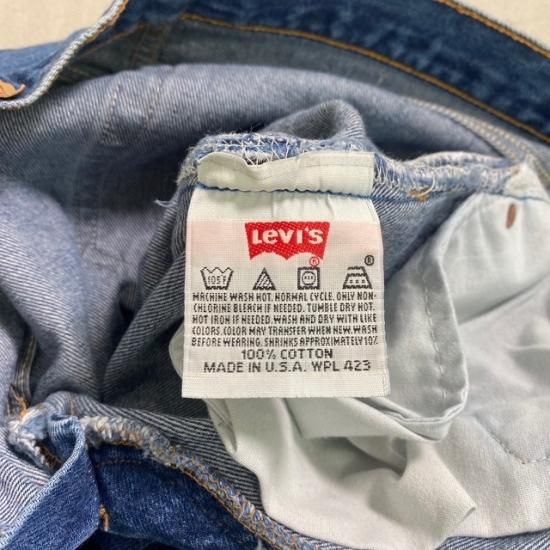 Levi's
®
105F ®
MACHINE WASH HOT. NORMAL CYCLE. ONLY NON-
CHLORINE BLEACH IF NEEDED. TUMBLE DRY HOT.
HOT IRON IF NEEDED. WASH AND DRY WITH LIKE
COLORS. COLOR MAY TRANSFER WHEN NEW. WASH
BEFORE WEARING. SHRINKS APPROXIMATELY 10%
100% COTTON
MADE IN U.S.A. WPL 423